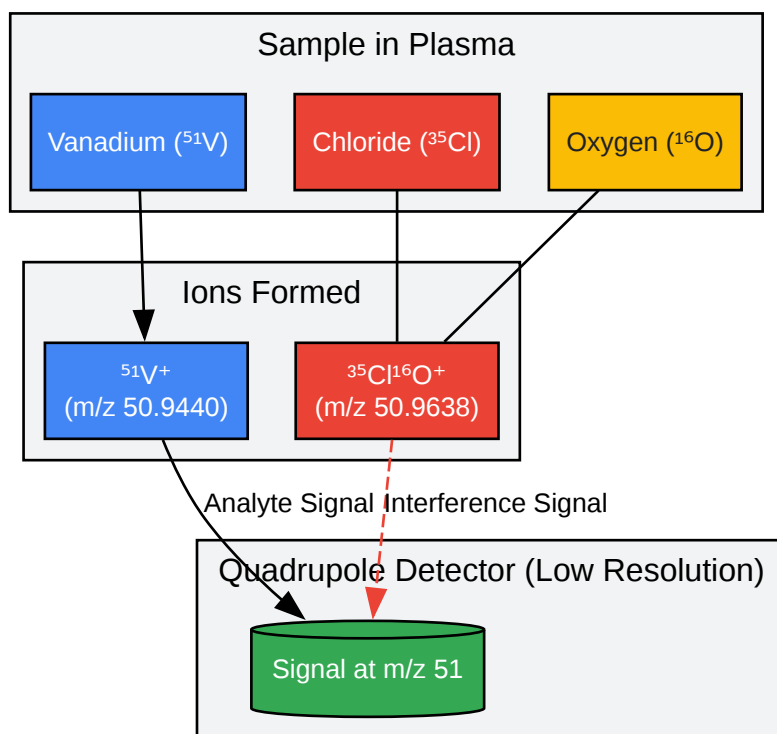 Sample in Plasma
Vanadium (⁵¹V)
Chloride (³⁵Cl)
Oxygen (¹⁶O)
Ions Formed
⁵¹V⁺
(m/z 50.9440)
³⁵Cl¹⁶O⁺
(m/z 50.9638)
Analyte Signal
Interference Signal
Quadrupole Detector (Low Resolution)
Signal at m/z 51